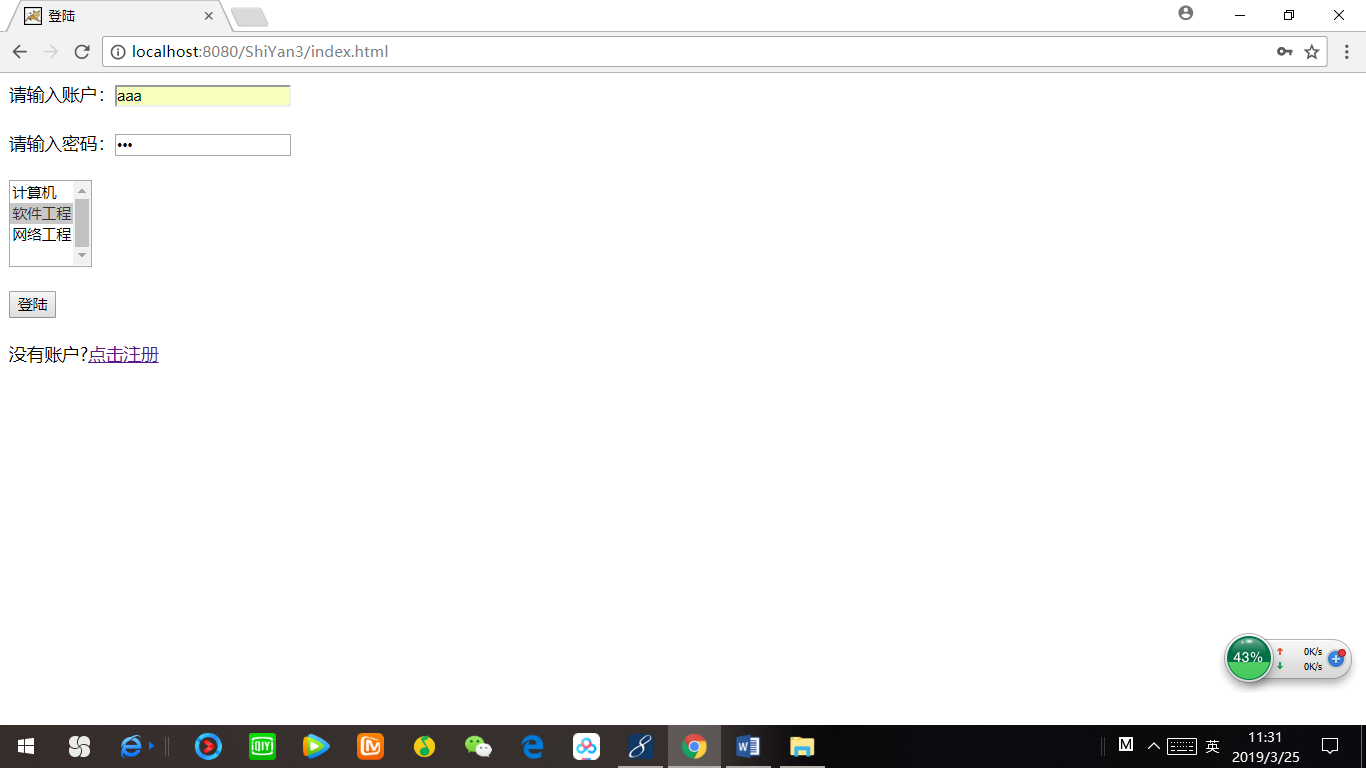 登陆
localhost:8080/ShiYan3/index.html
请输入账户：aaa
请输入密码：•••
计算机
软件工程
网络工程
登陆
没有账户?点击注册
43%
0K/s
0K/s
iQIYI
M
英
11:31
2019/3/25